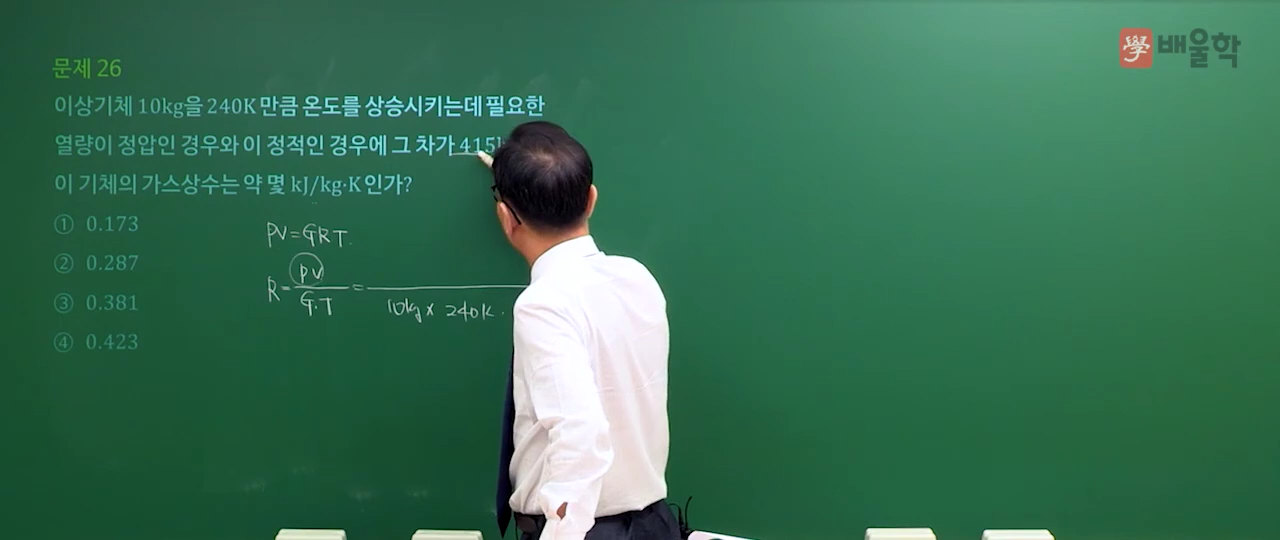 學 배울학
문제 26
이상기체 10kg을 240K 만큼 온도를 상승시키는데 필요한
열량이 정압인 경우와 이 정적인 경우에 그 차가 415
이 기체의 가스상수는 약 몇 kJ/kg·K 인가?
① 0.173
② 0.287
③ 0.381
④ 0.423
PV=GRT.
R = PV / G.T = / 10kg × 240K.